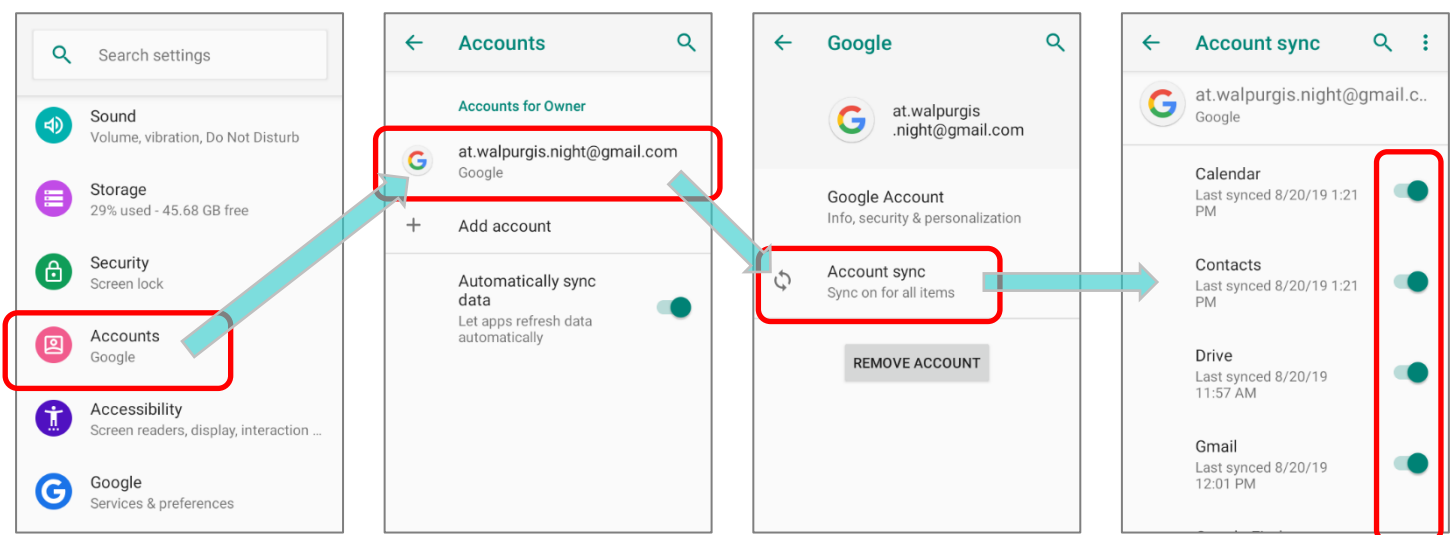 Search settings
Sound
Volume, vibration, Do Not Disturb
Storage
29% used - 45.68 GB free
Security
Screen lock
Accounts
Google
Accessibility
Screen readers, display, interaction ...
Google
Services & preferences
Accounts
Accounts for Owner
at.walpurgis.night@gmail.com
Google
Add account
Automatically sync
data
Let apps refresh data
automatically
Google
at.walpurgis
.night@gmail.com
Google Account
Info, security & personalization
Account sync
Sync on for all items
REMOVE ACCOUNT
Account sync
at.walpurgis.night@gmail.c..
Google
Calendar
Last synced 8/20/19 1:21
PM
Contacts
Last synced 8/20/19 1:21
PM
Drive
Last synced 8/20/19
11:57 AM
Gmail
Last synced 8/20/19
12:01 PM